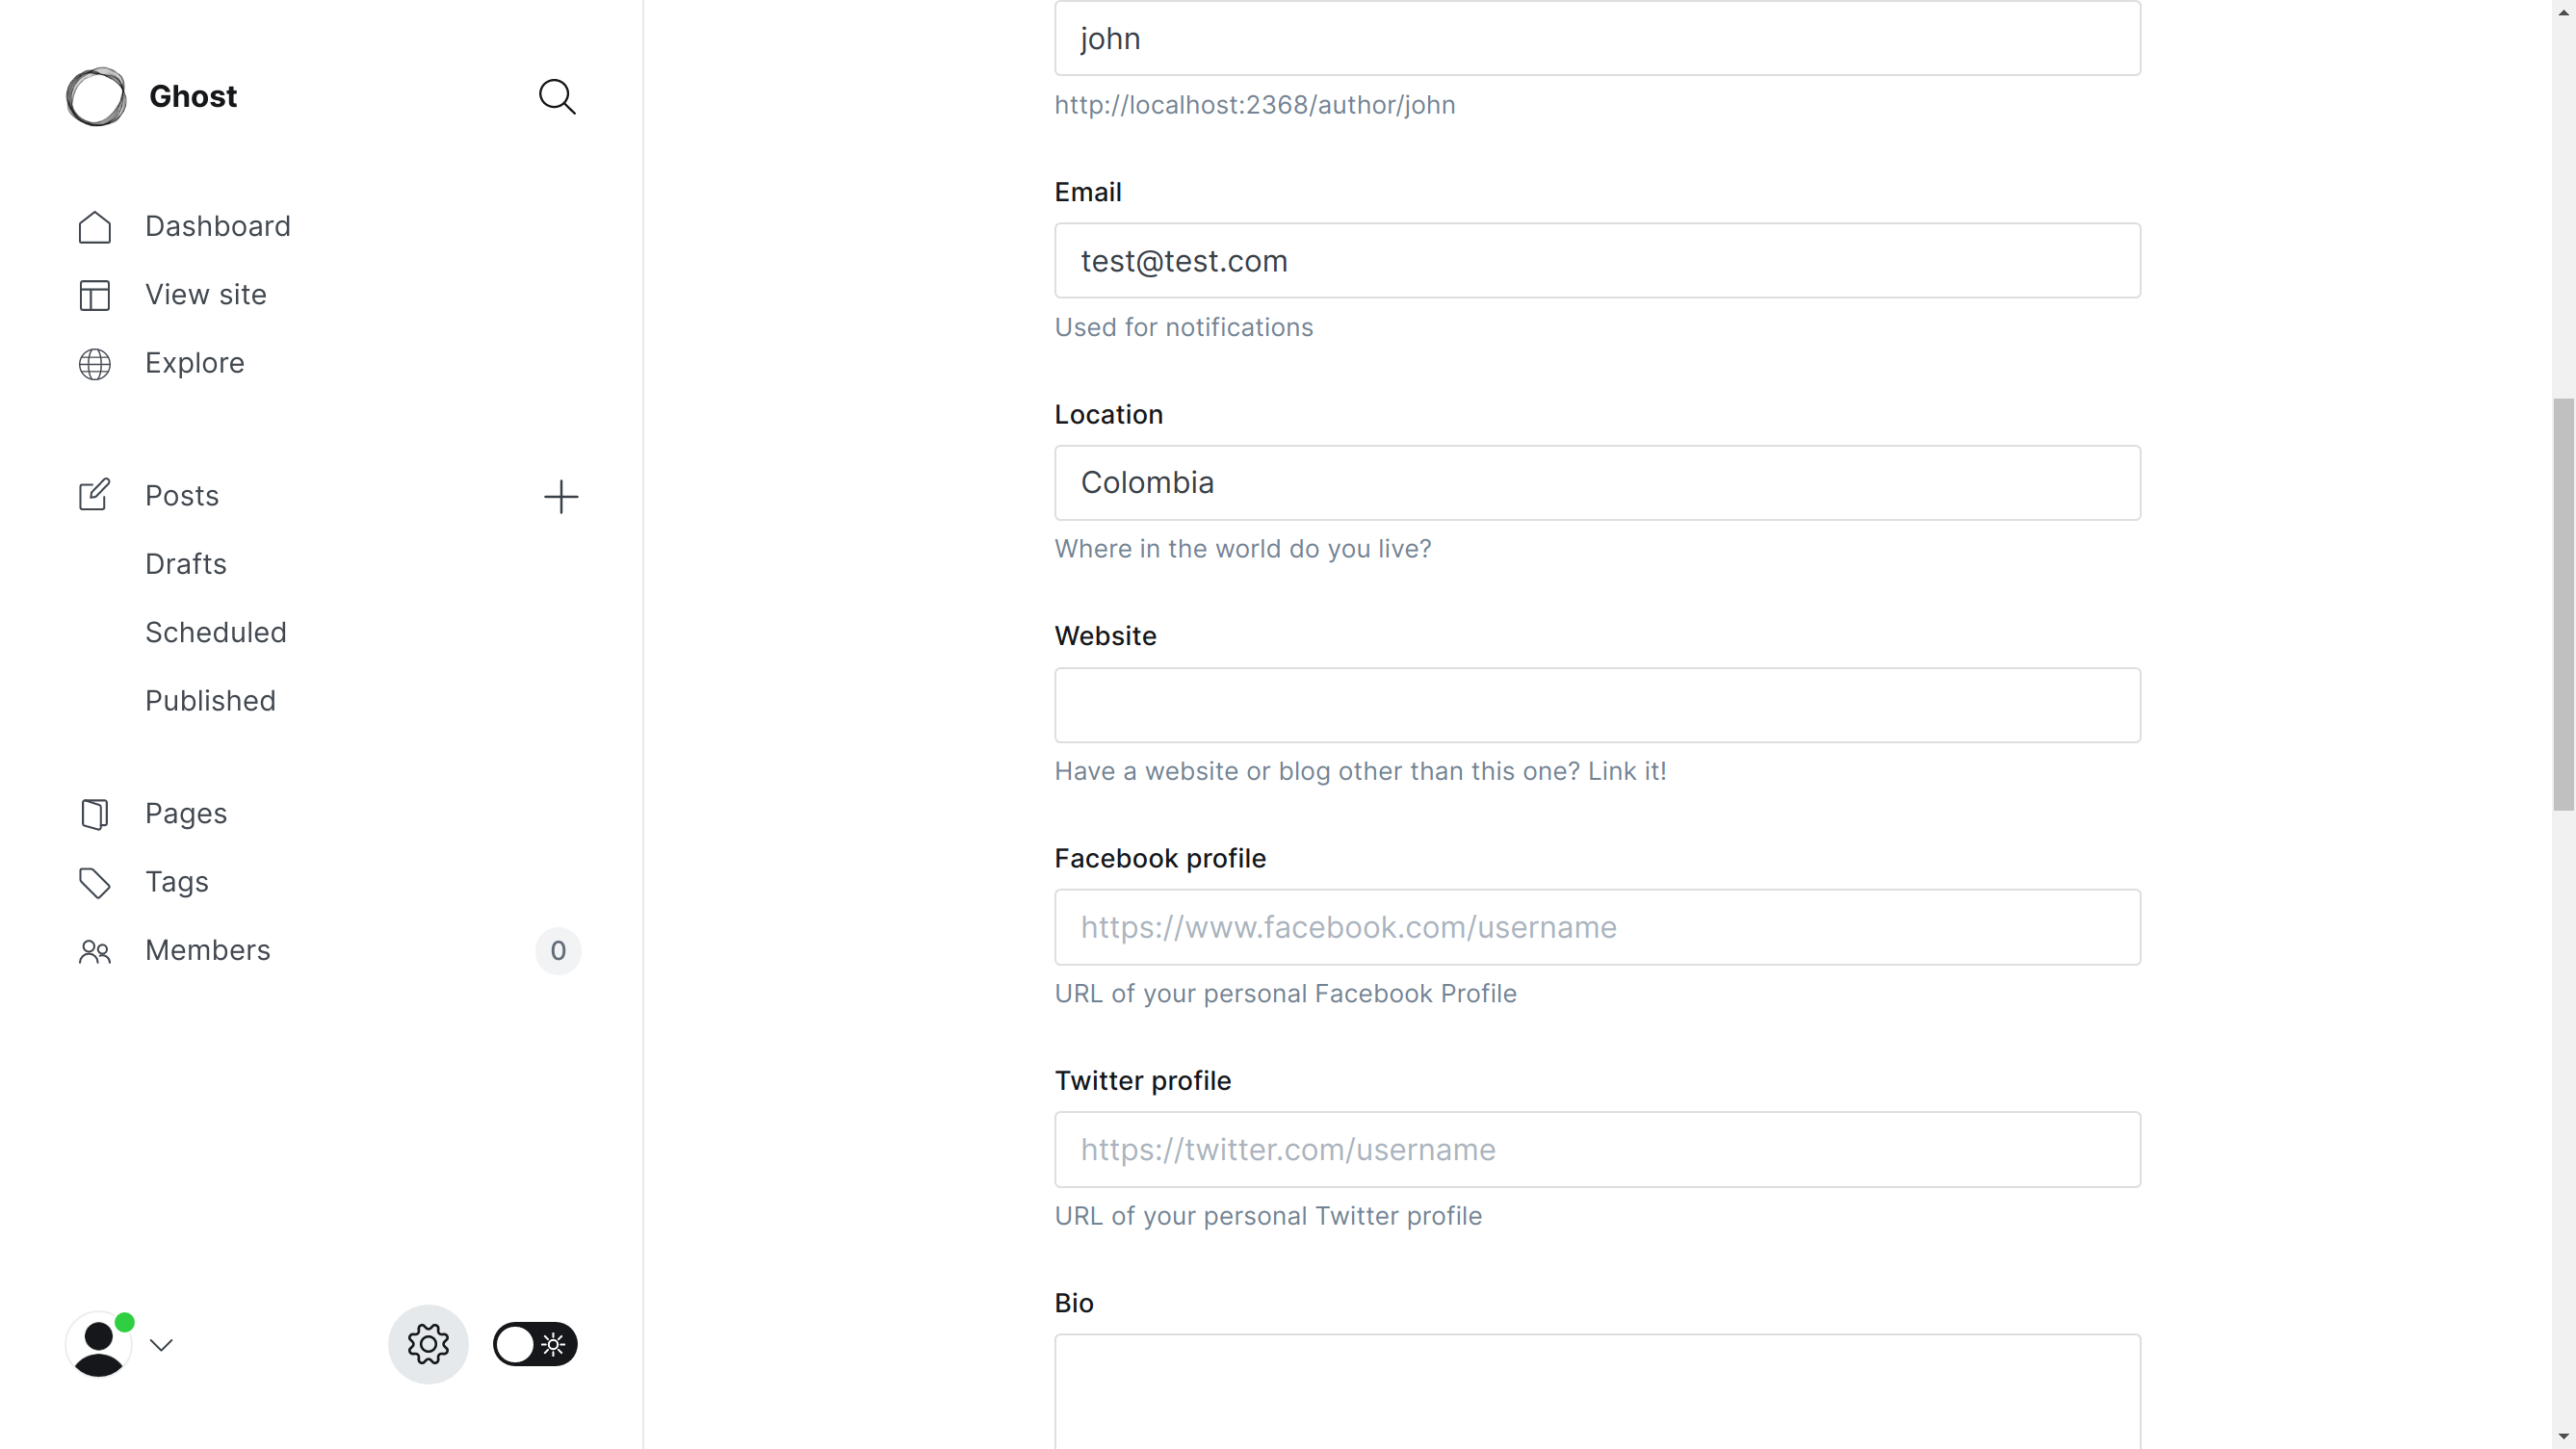 Ghost
Dashboard
View site
Explore
Posts
Drafts
Scheduled
Published
Pages
Tags
Members
0
john
http://localhost:2368/author/john
Email
test@test.com
Used for notifications
Location
Colombia
Where in the world do you live?
Website
Have a website or blog other than this one? Link it!
Facebook profile
https://www.facebook.com/username
URL of your personal Facebook Profile
Twitter profile
https://twitter.com/username
URL of your personal Twitter profile
Bio